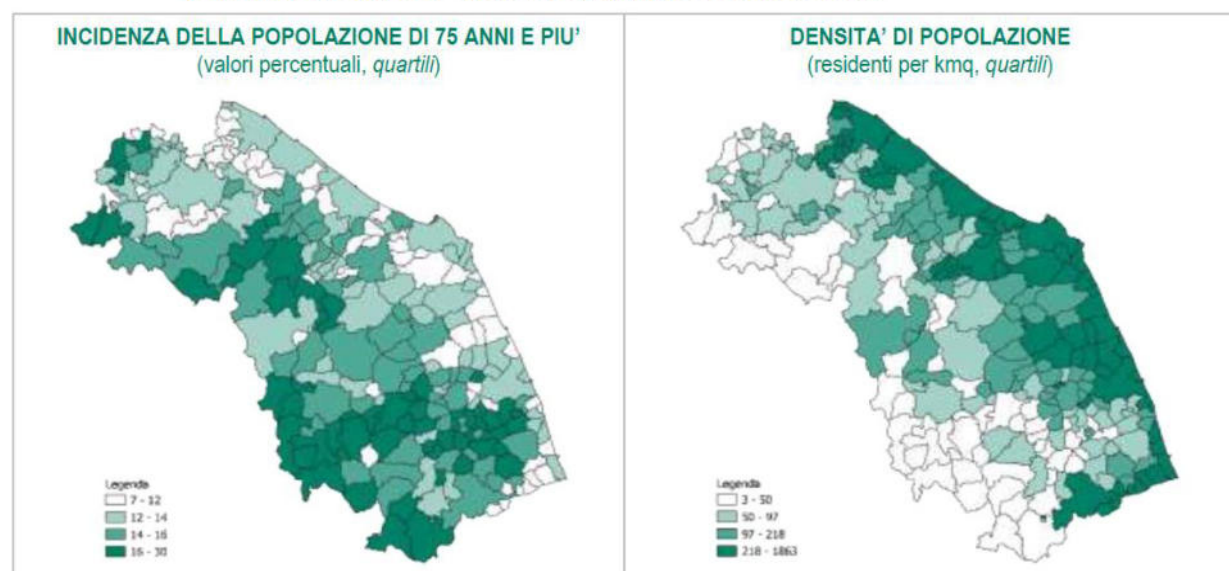 INCIDENZA DELLA POPOLAZIONE DI 75 ANNI E PIU'
(valori percentuali, quartili)
Legenda
7 - 12
12 - 14
14 - 16
16 - 30
DENSITA' DI POPOLAZIONE
(residenti per kmq, quartili)
Legenda
3 - 50
50 - 97
97 - 218
218 - 1863